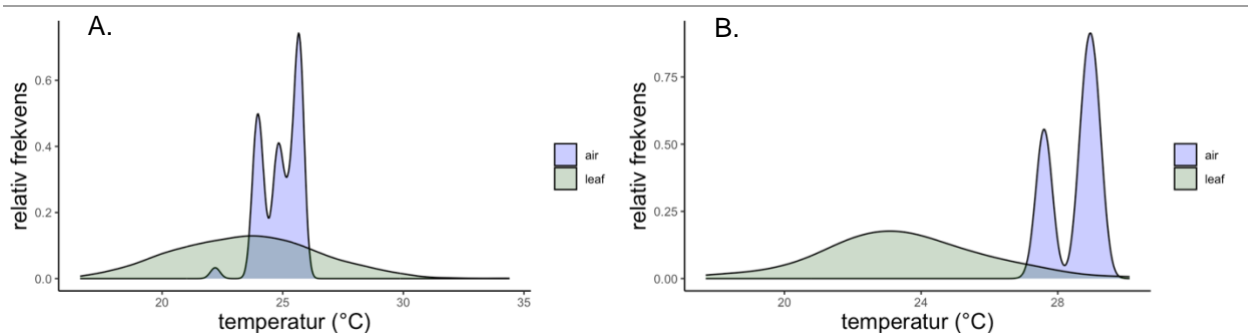 A.
relativ frekvens
0.6
0.4
0.2
0.0
20 25 30 35
temperatur (°C)
air
leaf
B.
relativ frekvens
0.75
0.50
0.25
0.00
20 24 28
temperatur (°C)
air
leaf